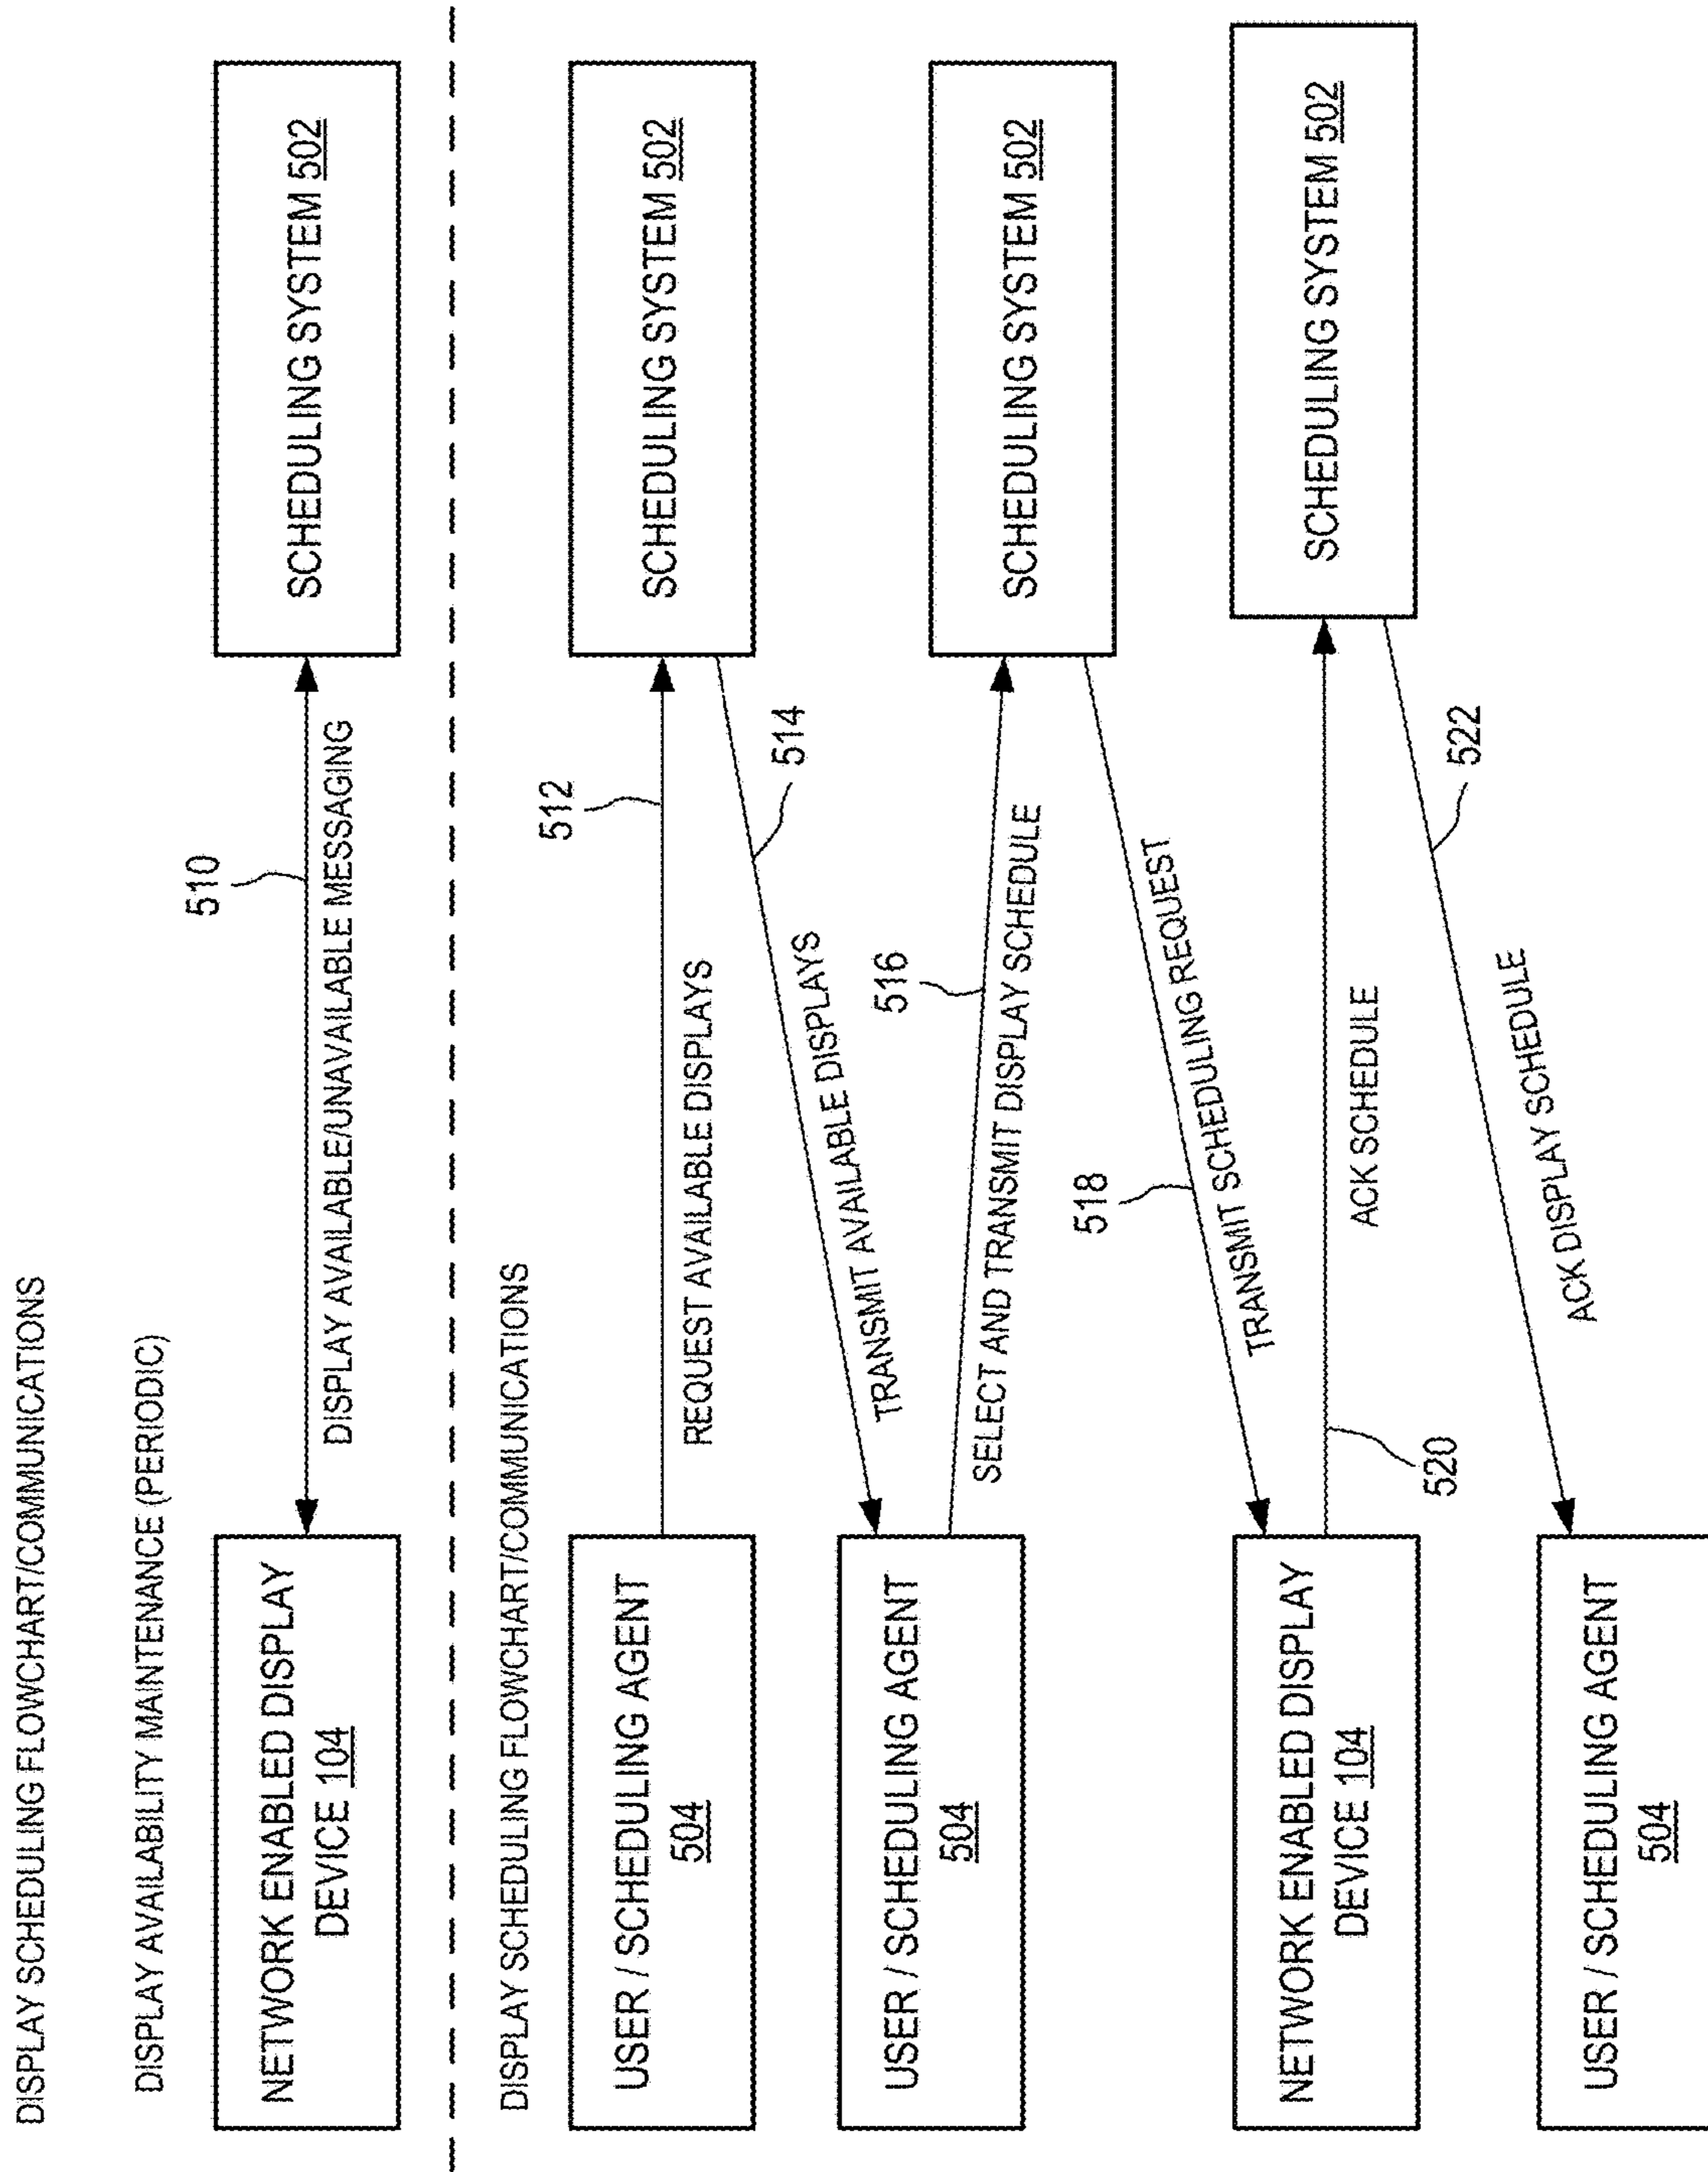 DISPLAY SCHEDULING FLOWCHART/COMMUNICATIONS
DISPLAY AVAILABILITY MAINTENANCE (PERIODIC)
NETWORK ENABLED DISPLAY
DEVICE 104
510
DISPLAY AVAILABLE/UNAVAILABLE MESSAGING
SCHEDULING SYSTEM 502
DISPLAY SCHEDULING FLOWCHART/COMMUNICATIONS
USER / SCHEDULING AGENT
504
512
REQUEST AVAILABLE DISPLAYS
SCHEDULING SYSTEM 502
514
TRANSMIT AVAILABLE DISPLAYS
USER / SCHEDULING AGENT
504
516
SELECT AND TRANSMIT DISPLAY SCHEDULE
SCHEDULING SYSTEM 502
518
TRANSMIT SCHEDULING REQUEST
NETWORK ENABLED DISPLAY
DEVICE 104
520
ACK SCHEDULE
SCHEDULING SYSTEM 502
522
ACK DISPLAY SCHEDULE
USER / SCHEDULING AGENT
504